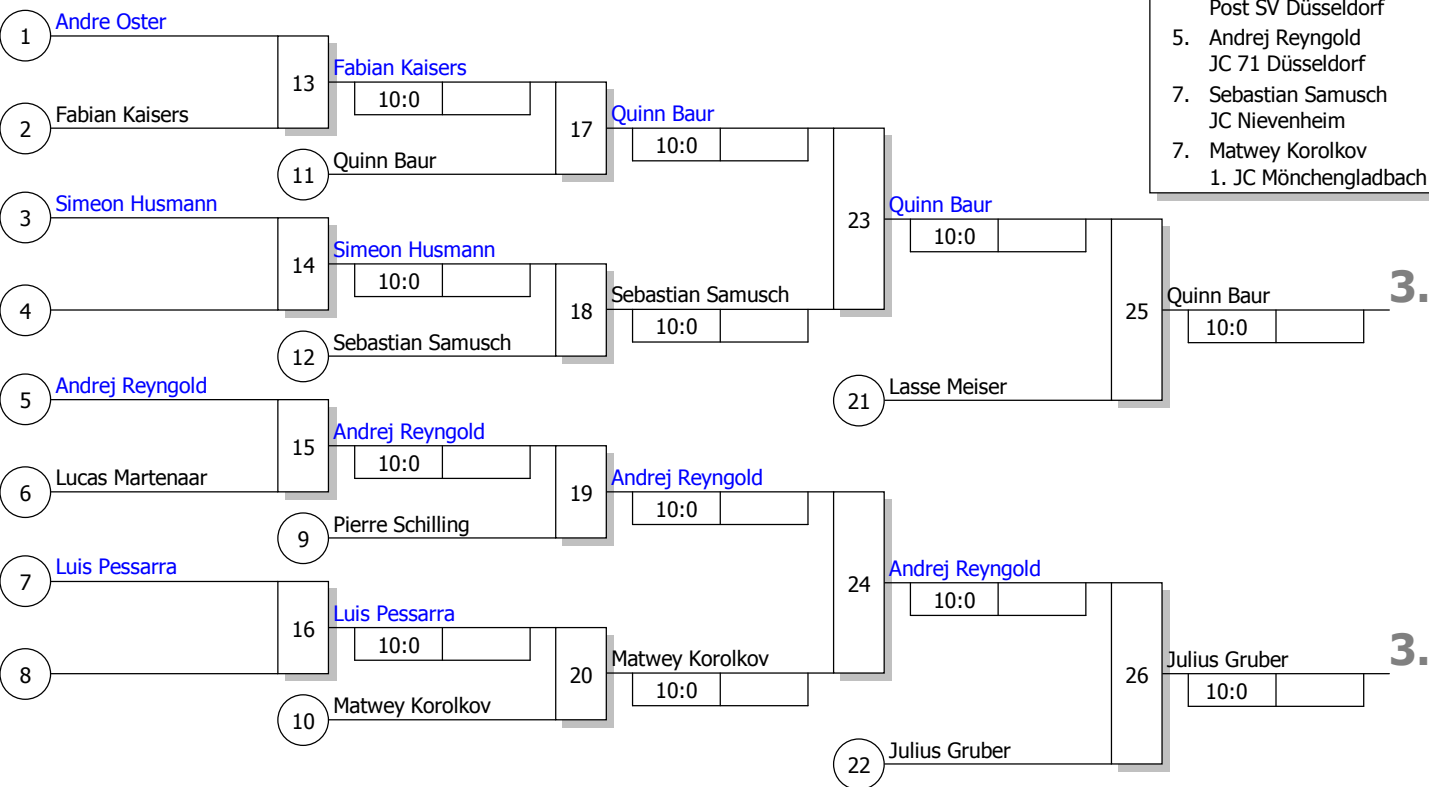 Post SV Düsseldorf
5. Andrej Reyngold
JC 71 Düsseldorf
7. Sebastian Samusch
JC Nievenheim
7. Matwey Korolkov
1. JC Mönchengladbach
1 Andre Oster
13 Fabian Kaisers
10:0
2 Fabian Kaisers
17 Quinn Baur
10:0
11 Quinn Baur
3 Simeon Husmann
23 Quinn Baur
10:0
14 Simeon Husmann
10:0
4
18 Sebastian Samusch
10:0
12 Sebastian Samusch
25 Quinn Baur
10:0
3.
5 Andrej Reyngold
21 Lasse Meiser
15 Andrej Reyngold
10:0
6 Lucas Martenaar
19 Andrej Reyngold
10:0
9 Pierre Schilling
7 Luis Pessarra
24 Andrej Reyngold
10:0
16 Luis Pessarra
10:0
8
20 Matwey Korolkov
10:0
10 Matwey Korolkov
26 Julius Gruber
10:0
3.
22 Julius Gruber